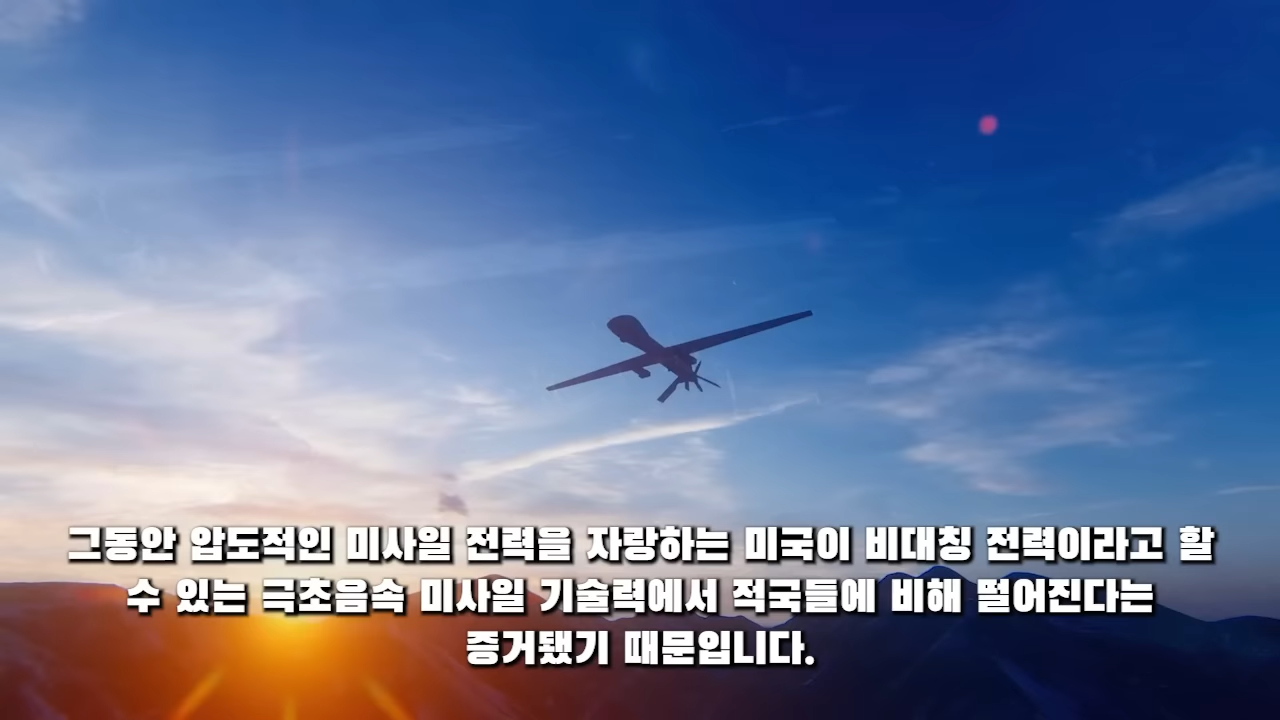 그동안 압도적인 미사일 전력을 자랑하는 미국이 비대칭 전력이라고 할
수 있는 극초음속 미사일 기술력에서 적국들에 비해 떨어진다는
증거됐기 때문입니다.